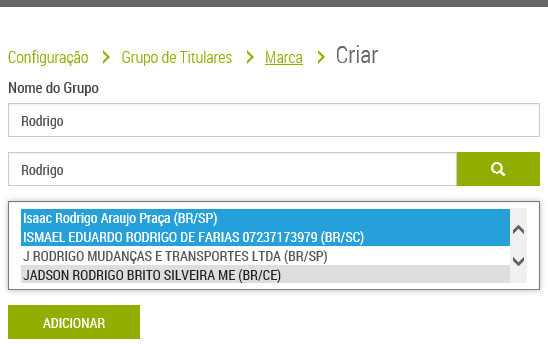 Configuração > Grupo de Titulares > Marca > Criar
Nome do Grupo
Rodrigo
Rodrigo
Isaac Rodrigo Araujo Praça (BR/SP)
ISMAEL EDUARDO RODRIGO DE FARIAS 07237173979 (BR/SC)
J RODRIGO MUDANÇAS E TRANSPORTES LTDA (BR/SP)
JADSON RODRIGO BRITO SILVEIRA ME (BR/CE)
ADICIONAR